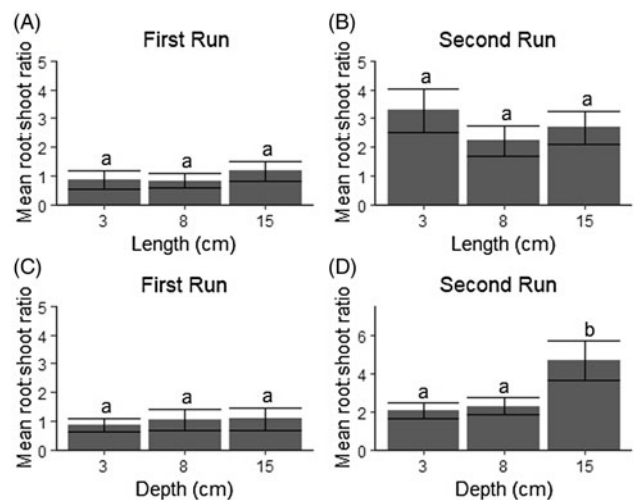 (A)
First Run
Mean root:shoot ratio
5
4
3
2
1
0
a a a
3 8 15
Length (cm)
(B)
Second Run
Mean root:shoot ratio
5
4
3
2
1
0
a a a
3 8 15
Length (cm)
(C)
First Run
Mean root:shoot ratio
5
4
3
2
1
0
a a a
3 8 15
Depth (cm)
(D)
Second Run
Mean root:shoot ratio
6
4
2
0
a a b
3 8 15
Depth (cm)